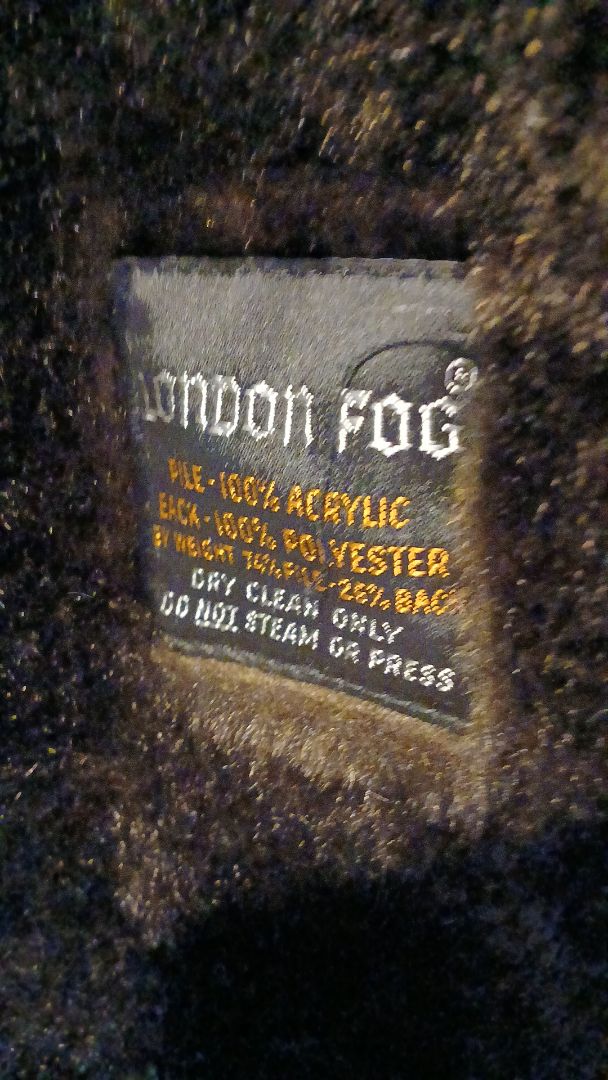 LONDON FOG®
PILE - 100% ACRYLIC
BACK - 100% POLYESTER
BY WEIGHT 74% PILE - 26% BACK
DRY CLEAN ONLY
DO NOT STEAM OR PRESS